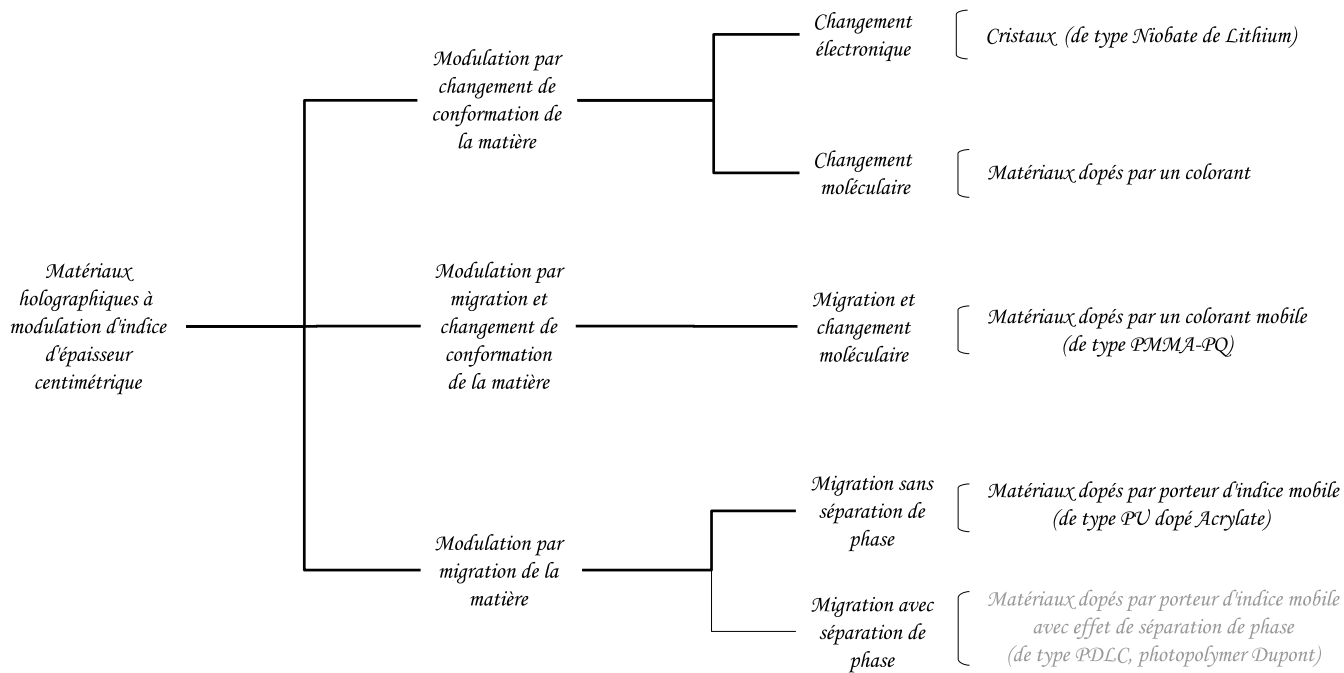 Matériaux
holographiques à
modulation d'indice
d'épaisseur
centimétrique
Modulation par
changement de
conformation de
la matière
Changement
électronique
Cristaux (de type Niobate de Lithium)
Changement
moléculaire
Matériaux dopés par un colorant
Modulation par
migration et
changement de
conformation
de la matière
Migration et
changement
moléculaire
Matériaux dopés par un colorant mobile
(de type PMMA-PQ)
Modulation par
migration de la
matière
Migration sans
séparation de
phase
Matériaux dopés par porteur d'indice mobile
(de type PU dopé Acrylate)
Migration avec
séparation de
phase
Matériaux dopés par porteur d'indice mobile
avec effet de séparation de phase
(de type PDLC, photopolymer Dupont)